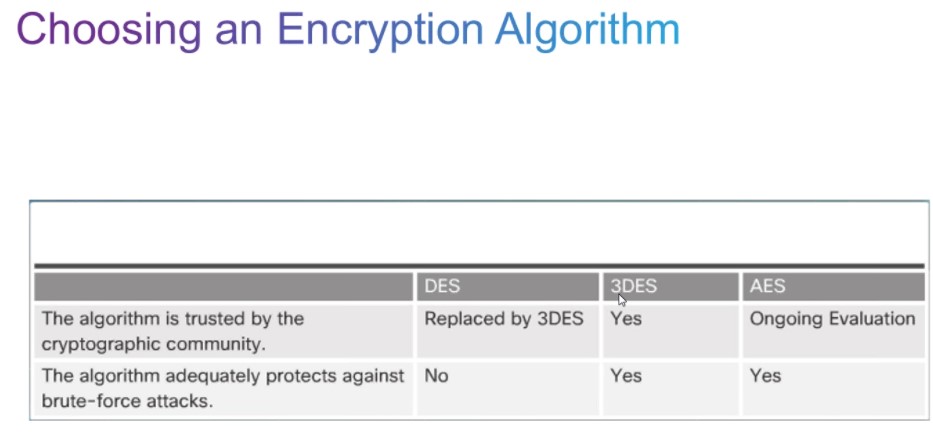 Choosing an Encryption Algorithm
DES 3DES AES
The algorithm is trusted by the Replaced by 3DES Yes Ongoing Evaluation
cryptographic community.
The algorithm adequately protects against No Yes Yes
brute-force attacks.